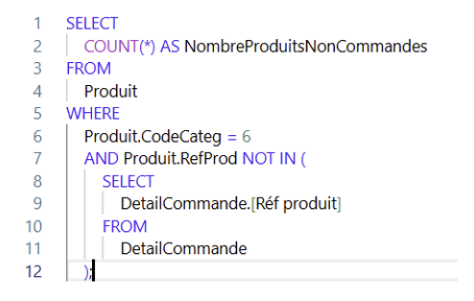 1 SELECT
2 COUNT(*) AS NombreProduitsNonCommandes
3 FROM
4 Produit
5 WHERE
6 Produit.CodeCateg = 6
7 AND Produit.RefProd NOT IN (
8 SELECT
9 DetailCommande.[Réf produit]
10 FROM
11 DetailCommande
12 );